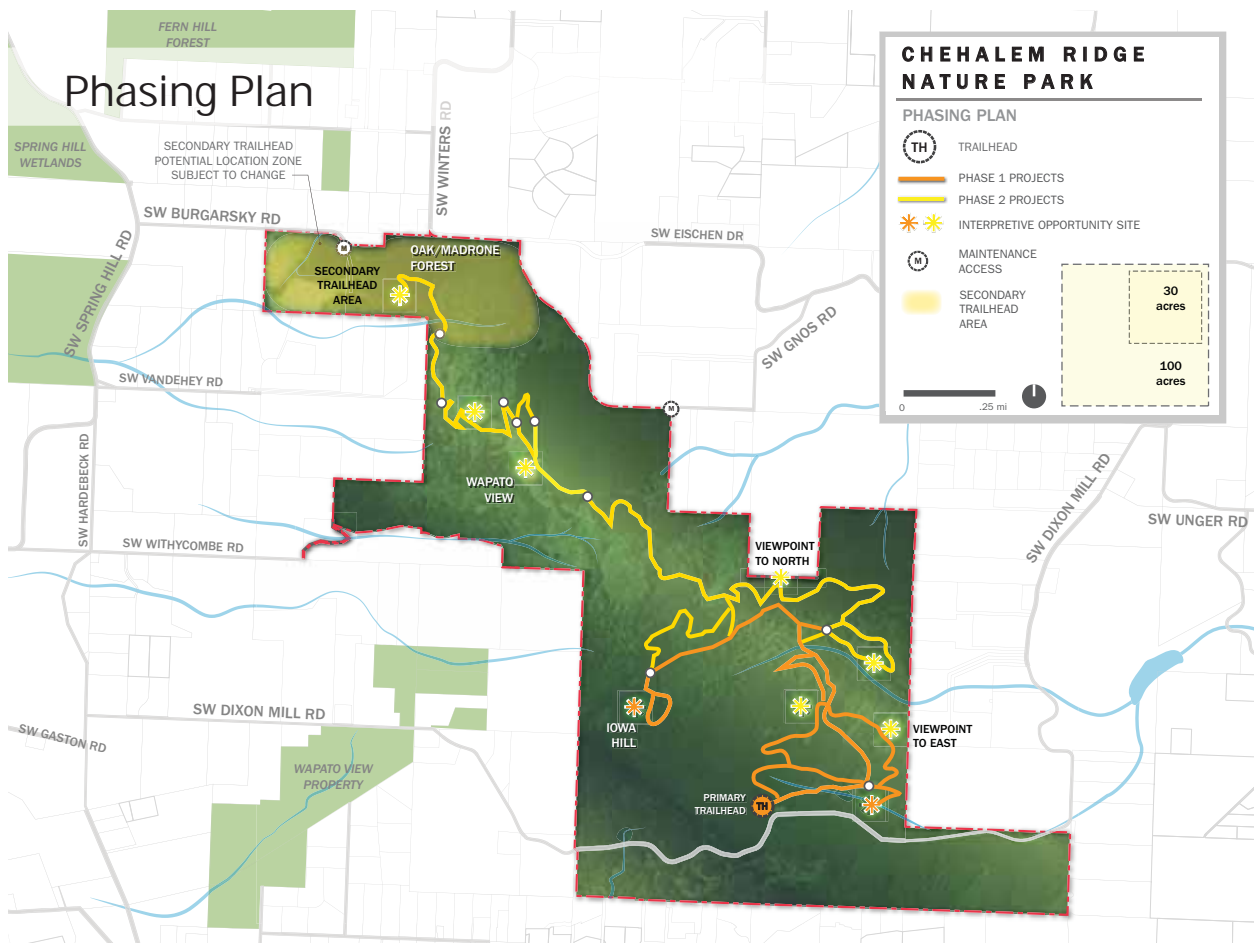 FERN HILL
FOREST
Phasing Plan
SPRING HILL
WETLANDS
SECONDARY TRAILHEAD
POTENTIAL LOCATION ZONE
SUBJECT TO CHANGE
SW WINTERS RD
SW BURGARSKY RD
SW EISCHEN DR
SW SPRING HILL RD
M
OAK/MADRONE
FOREST
SECONDARY
TRAILHEAD
AREA
SW GNOS RD
SW VANDEHEY RD
M
SW HARDEBECK RD
WAPATO
VIEW
SW WITHYCOMBE RD
SW DIXON MILL RD
SW UNGER RD
VIEWPOINT
TO NORTH
IOWA
HILL
VIEWPOINT
TO EAST
SW DIXON MILL RD
SW GASTON RD
WAPATO VIEW
PROPERTY
PRIMARY
TRAILHEAD
TH
CHEHALEM RIDGE
NATURE PARK
PHASING PLAN
TH
TRAILHEAD
PHASE 1 PROJECTS
PHASE 2 PROJECTS
INTERPRETIVE OPPORTUNITY SITE
M
MAINTENANCE
ACCESS
SECONDARY
TRAILHEAD
AREA
30
acres
100
acres
0 .25 mi